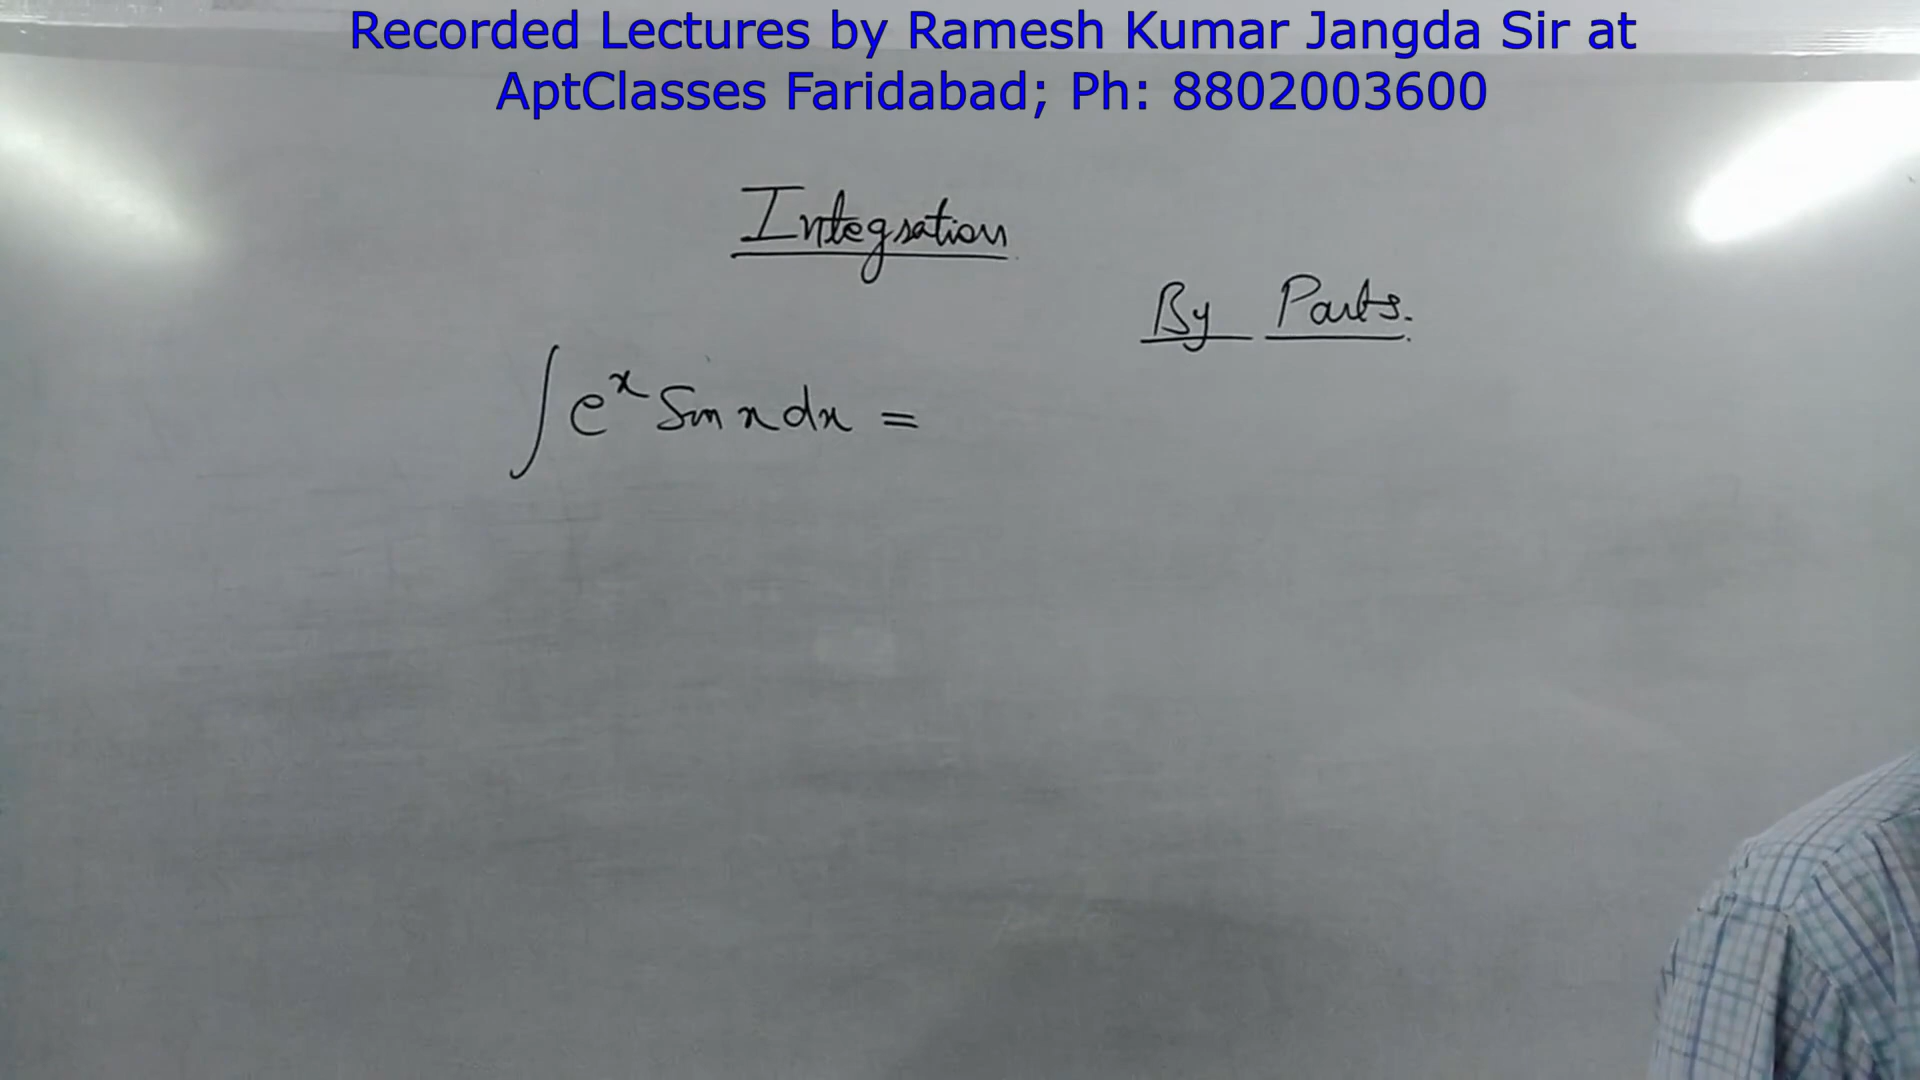 Recorded Lectures by Ramesh Kumar Jangda Sir at
AptClasses Faridabad; Ph: 8802003600
Integration
By Parts.
∫ e^x Sin x dx =